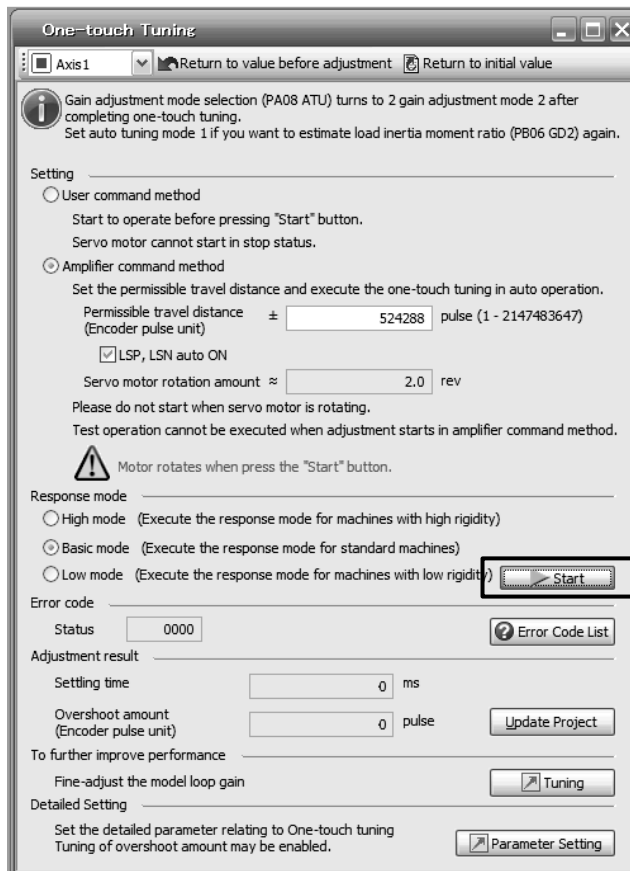 One-touch Tuning
Axis1 Return to value before adjustment Return to initial value
Gain adjustment mode selection (PA08 ATU) turns to 2 gain adjustment mode 2 after
completing one-touch tuning.
Set auto tuning mode 1 if you want to estimate load inertia moment ratio (PB06 GD2) again.
Setting
User command method
Start to operate before pressing "Start" button.
Servo motor cannot start in stop status.
Amplifier command method
Set the permissible travel distance and execute the one-touch tuning in auto operation.
Permissible travel distance ± 524288 pulse (1 - 2147483647)
(Encoder pulse unit)
LSP, LSN auto ON
Servo motor rotation amount ≈ 2.0 rev
Please do not start when servo motor is rotating.
Test operation cannot be executed when adjustment starts in amplifier command method.
Motor rotates when press the "Start" button.
Response mode
High mode (Execute the response mode for machines with high rigidity)
Basic mode (Execute the response mode for standard machines)
Low mode (Execute the response mode for machines with low rigidity) Start
Error code
Status 0000 Error Code List
Adjustment result
Settling time 0 ms
Overshoot amount 0 pulse Update Project
(Encoder pulse unit)
To further improve performance
Fine-adjust the model loop gain Tuning
Detailed Setting
Set the detailed parameter relating to One-touch tuning
Tuning of overshoot amount may be enabled. Parameter Setting